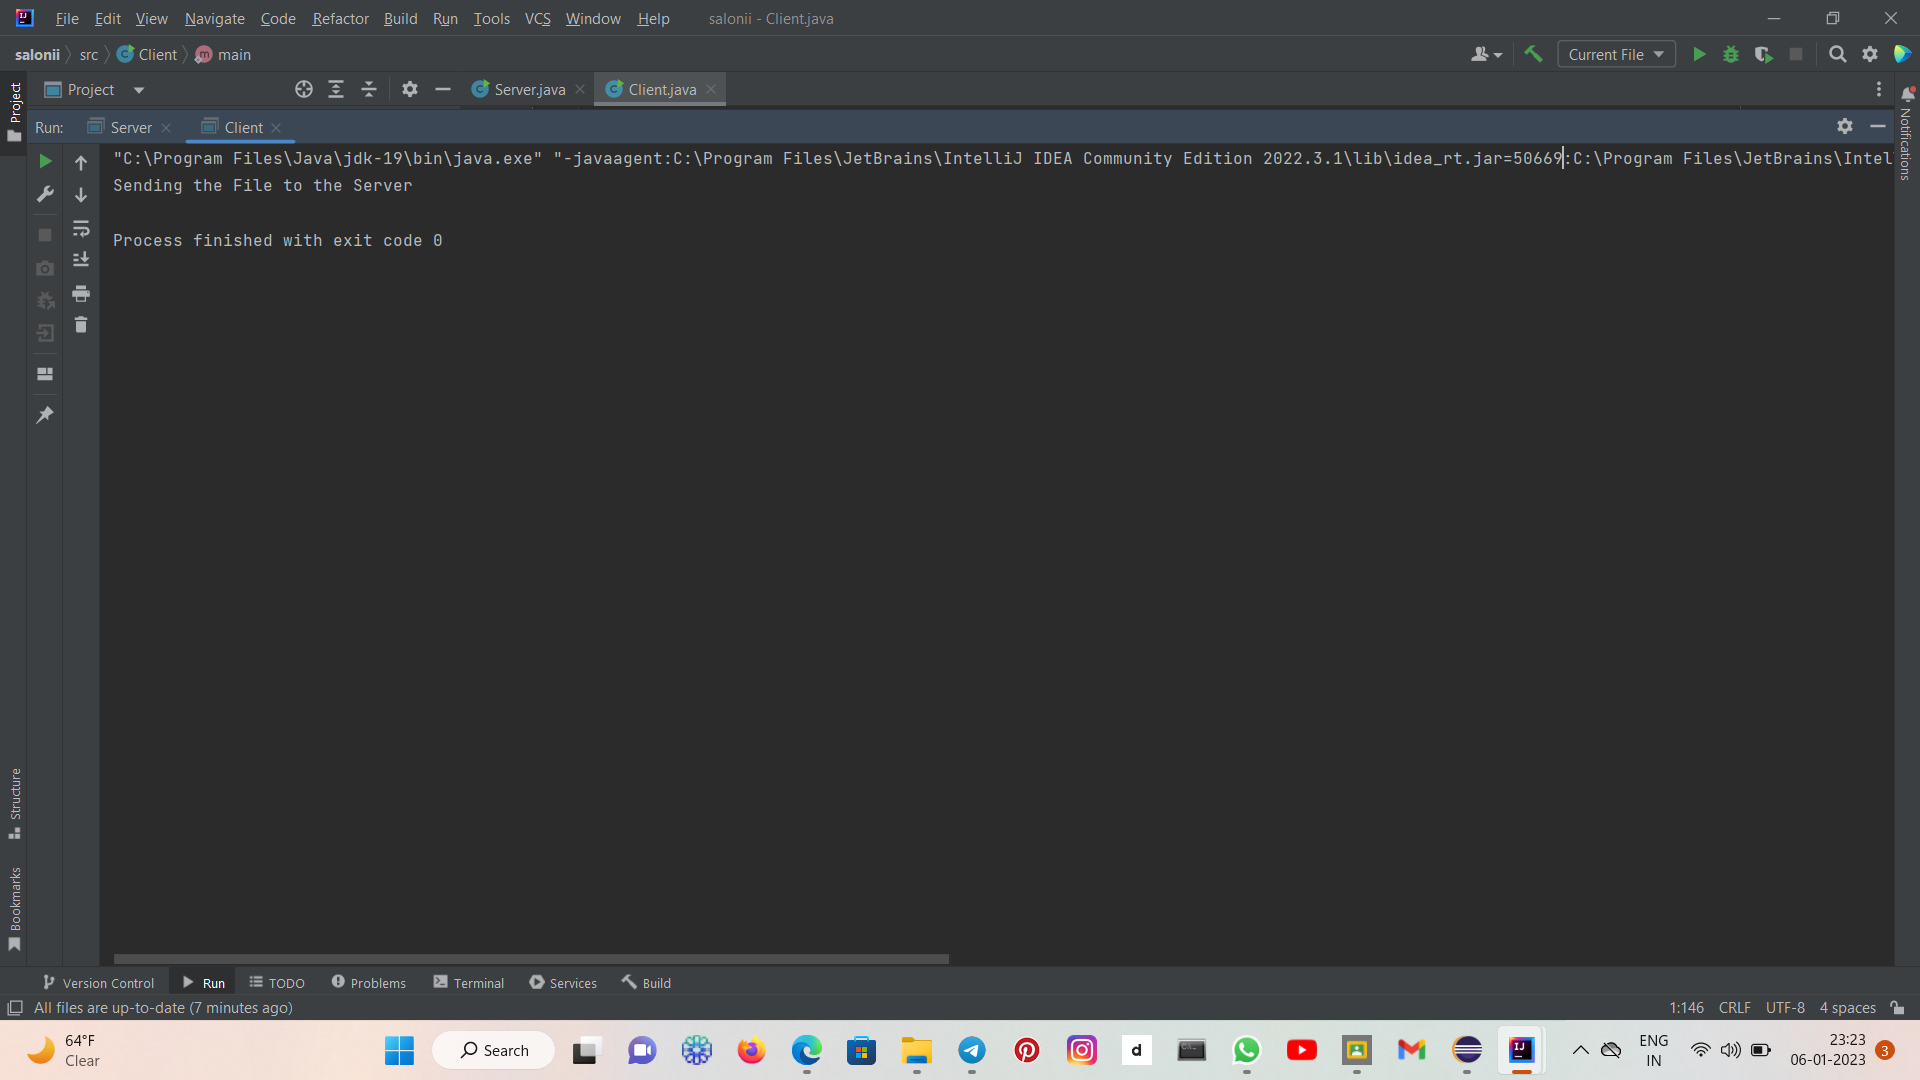 File Edit View Navigate Code Refactor Build Run Tools VCS Window Help salonii - Client.java
salonii src Client m main Current File
Project Server.java Client.java
Run: Server Client
"C:\Program Files\Java\jdk-19\bin\java.exe" "-javaagent:C:\Program Files\JetBrains\IntelliJ IDEA Community Edition 2022.3.1\lib\idea_rt.jar=50669:C:\Program Files\JetBrains\Intel
Sending the File to the Server
Process finished with exit code 0
Project
Structure
Bookmarks
Notifications
Version Control Run TODO Problems Terminal Services Build
All files are up-to-date (7 minutes ago) 1:146 CRLF UTF-8 4 spaces
64°F
Clear
Search
d
IJ
ENG
IN
23:23
06-01-2023
3